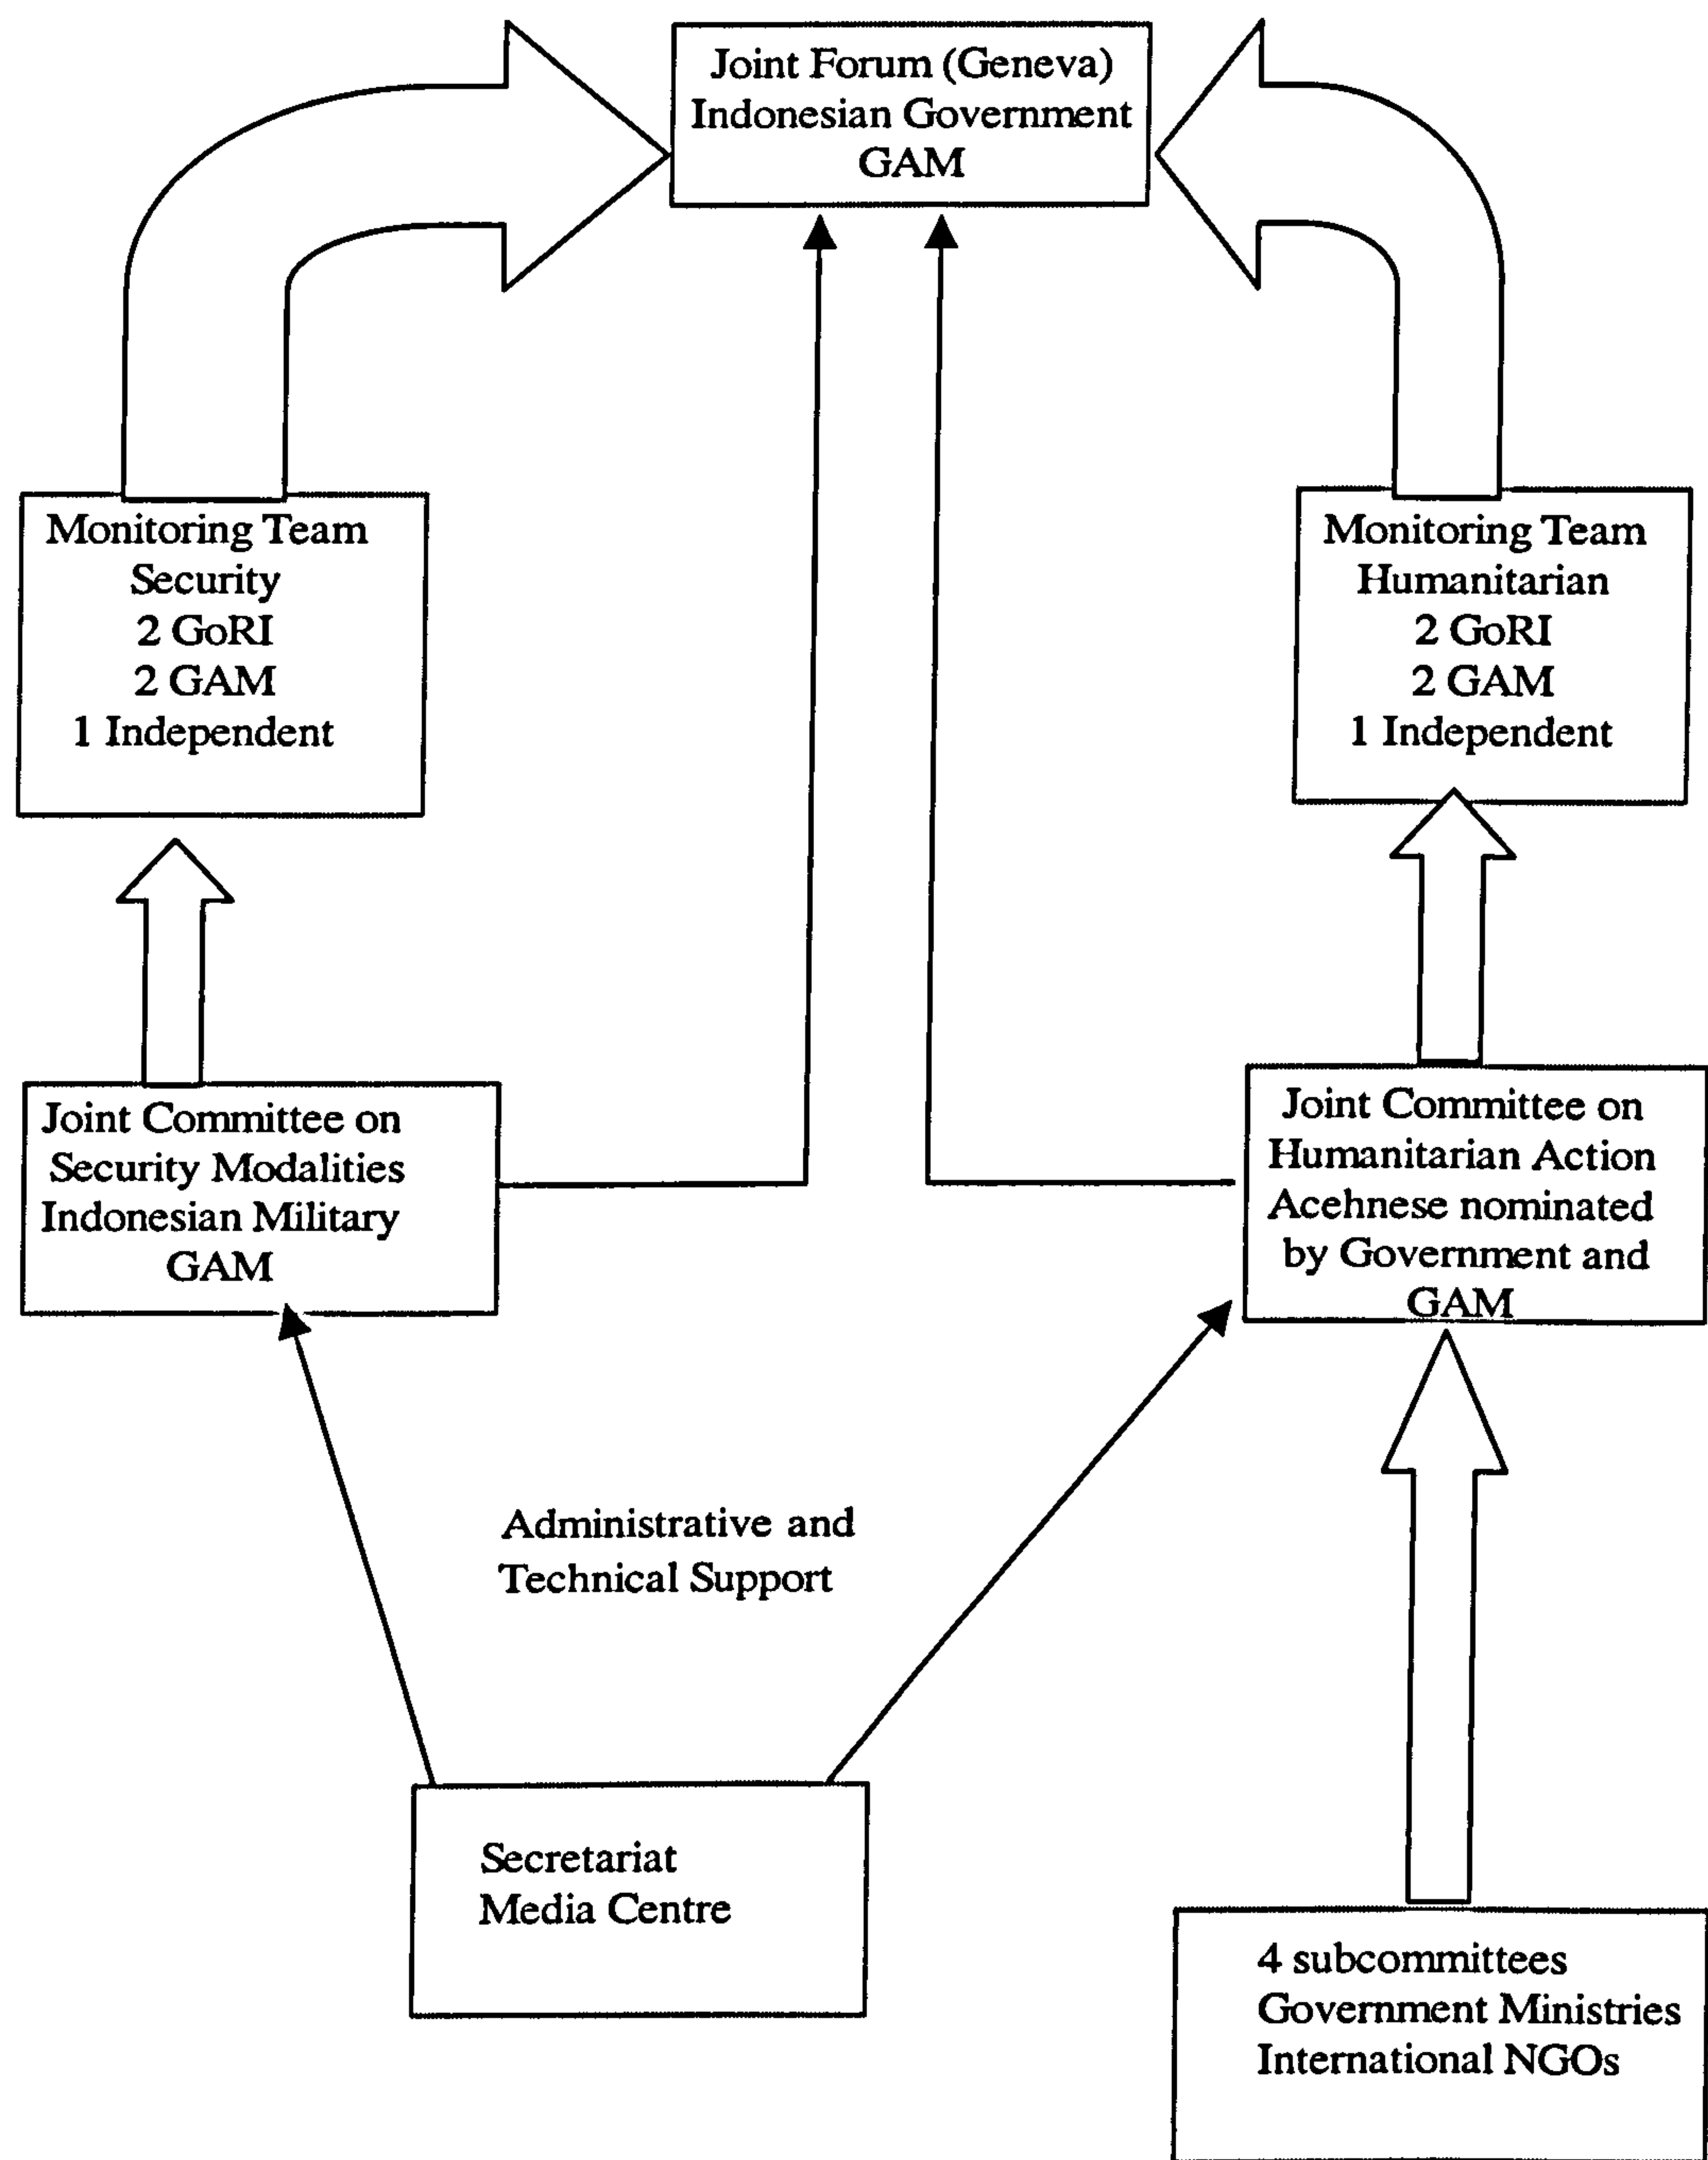 Joint Forum (Geneva)
Indonesian Government
GAM
Monitoring Team
Security
2 GoRI
2 GAM
1 Independent
Monitoring Team
Humanitarian
2 GoRI
2 GAM
1 Independent
Joint Committee on
Security Modalities
Indonesian Military
GAM
Joint Committee on
Humanitarian Action
Acehnese nominated
by Government and
GAM
Administrative and
Technical Support
Secretariat
Media Centre
4 subcommittees
Government Ministries
International NGOs